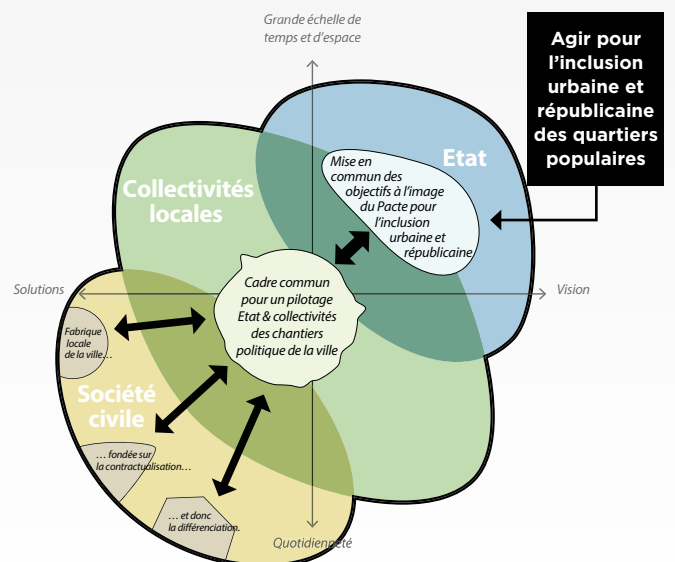 Grande échelle de
temps et d'espace
Agir pour
l'inclusion
urbaine et
républicaine
des quartiers
populaires
Etat
Mise en
commun des
objectifs à l'image
du Pacte pour
l'inclusion
urbaine et
républicaine
Collectivités
locales
Solutions
Vision
Cadre commun
pour un pilotage
Etat & collectivités
des chantiers
politique de la ville
Fabrique
locale
de la ville…
Société
civile
… fondée sur
la contractualisation…
… et donc
la différenciation.
Quotidienneté